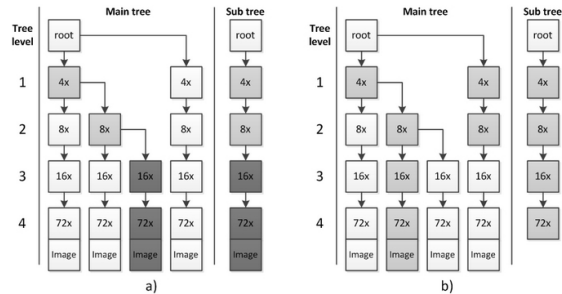 Main tree Sub tree Main tree Sub tree
Tree level root root root root
1 4x 4x 4x 1 4x 4x 4x
2 8x 8x 8x 8x 2 8x 8x 8x 8x
3 16x 16x 16x 16x 16x 3 16x 16x 16x 16x 16x
4 72x 72x 72x 72x 72x 4 72x 72x 72x 72x 72x
Image Image Image Image Image Image Image Image Image
a) b)